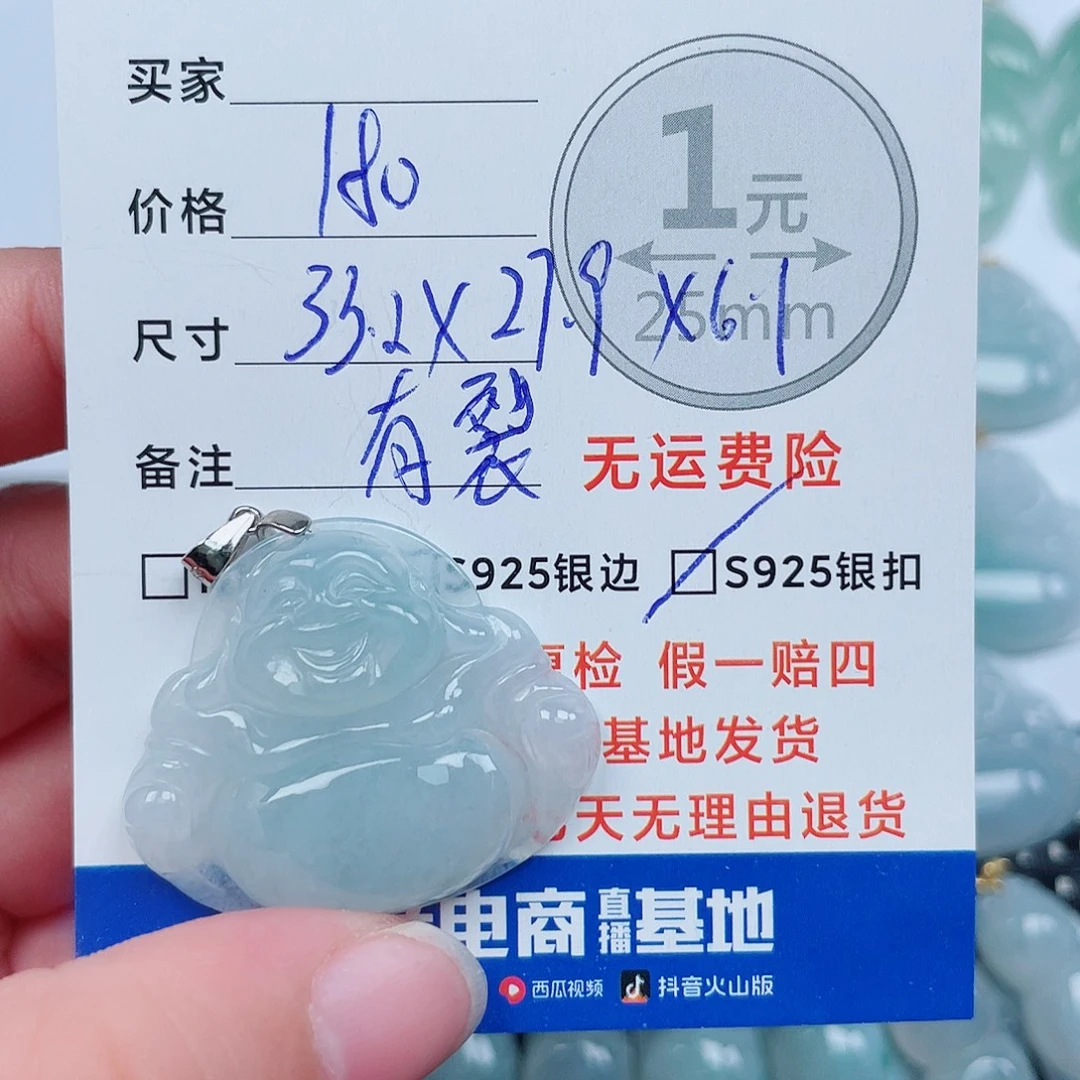 买家
价格 180
1元
尺寸 33.2X27.9X6.1
25mm
备注 有裂
无运费险
S925银边 S925银扣
复检 假一赔四
基地发货
天无理由退货
电商直播基地
西瓜视频 抖音火山版